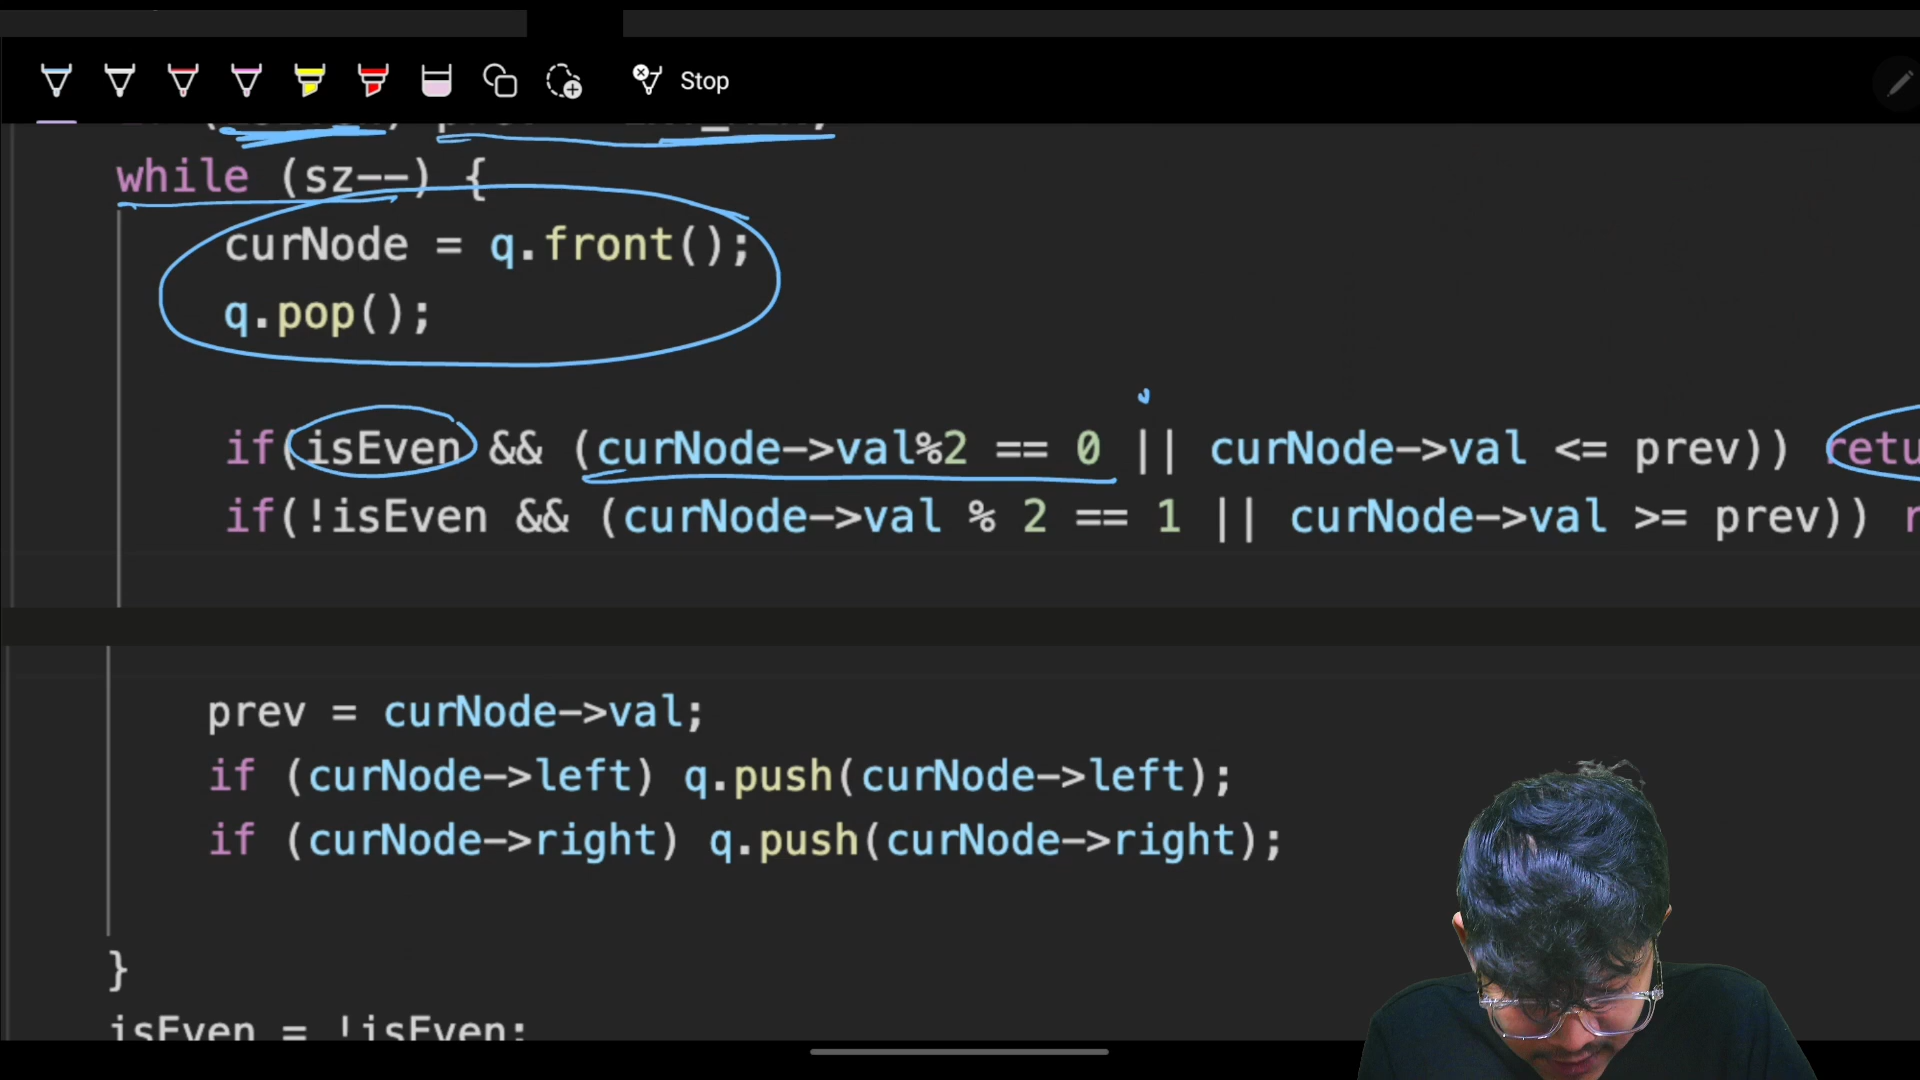 Stop
while (sz--) {
curNode = q.front();
q.pop();
if(isEven && (curNode->val%2 == 0 || curNode->val <= prev)) retu
if(!isEven && (curNode->val % 2 == 1 || curNode->val >= prev)) r
prev = curNode->val;
if (curNode->left) q.push(curNode->left);
if (curNode->right) q.push(curNode->right);
}
isEven = !isEven;